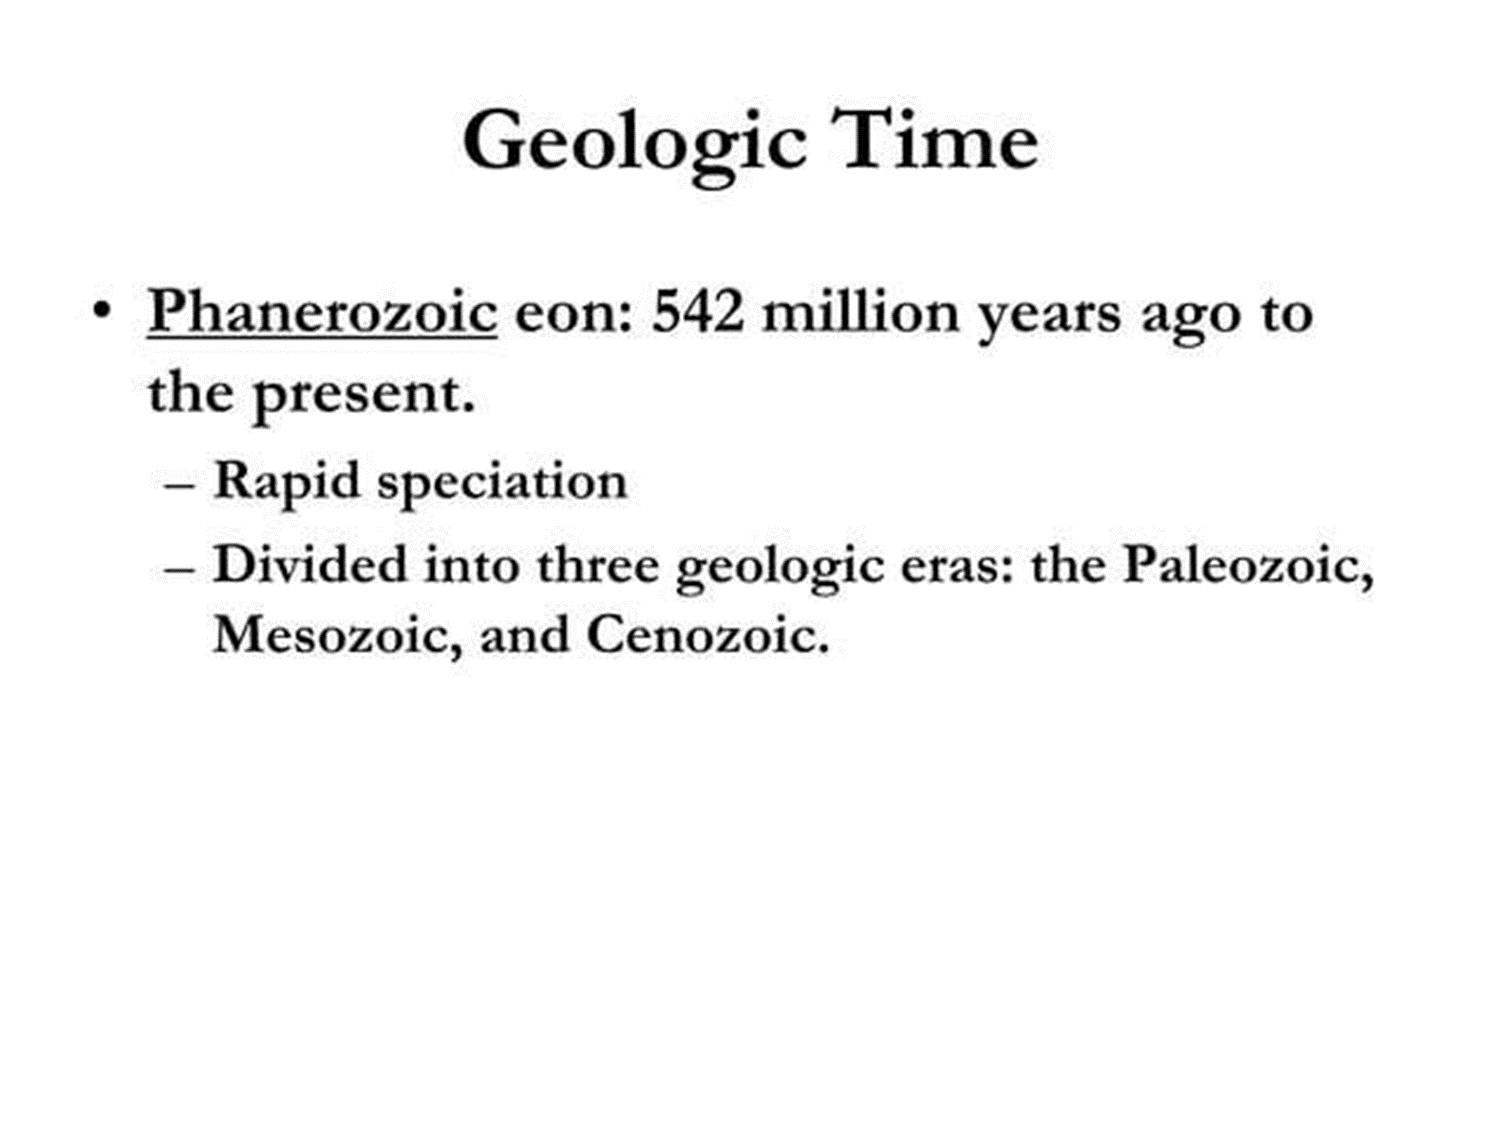 Geologic Time
• Phanerozoic eon: 542 million years ago to
the present.
– Rapid speciation
– Divided into three geologic eras: the Paleozoic,
Mesozoic, and Cenozoic.